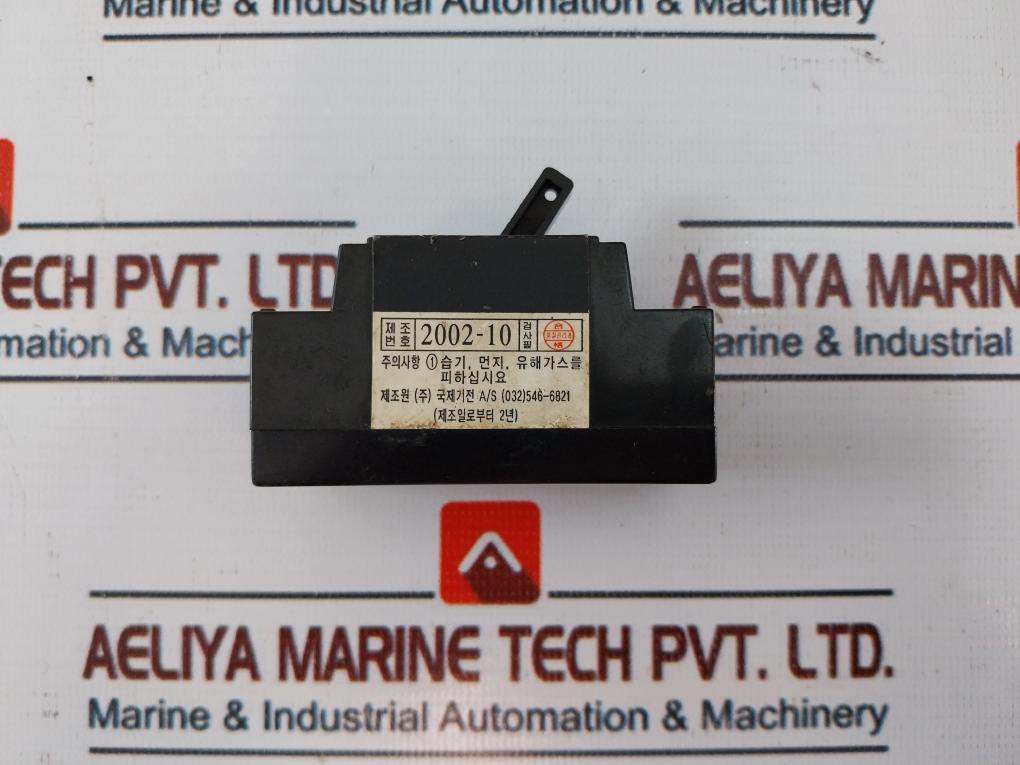 Marine & Industrial Automation & Machinery
TECH PVT. LTD.
AELIYA MARINE
mation & Mach
arine & Industrial
제조번호 2002-10 검사필
주의사항 ① 습기, 먼지, 유해가스를
피하십시요
제조원 (주) 국제기전 A/S (032)546-6821
(제조일로부터 2년)
AELIYA MARINE TECH PVT. LTD.
Marine & Industrial Automation & Machinery